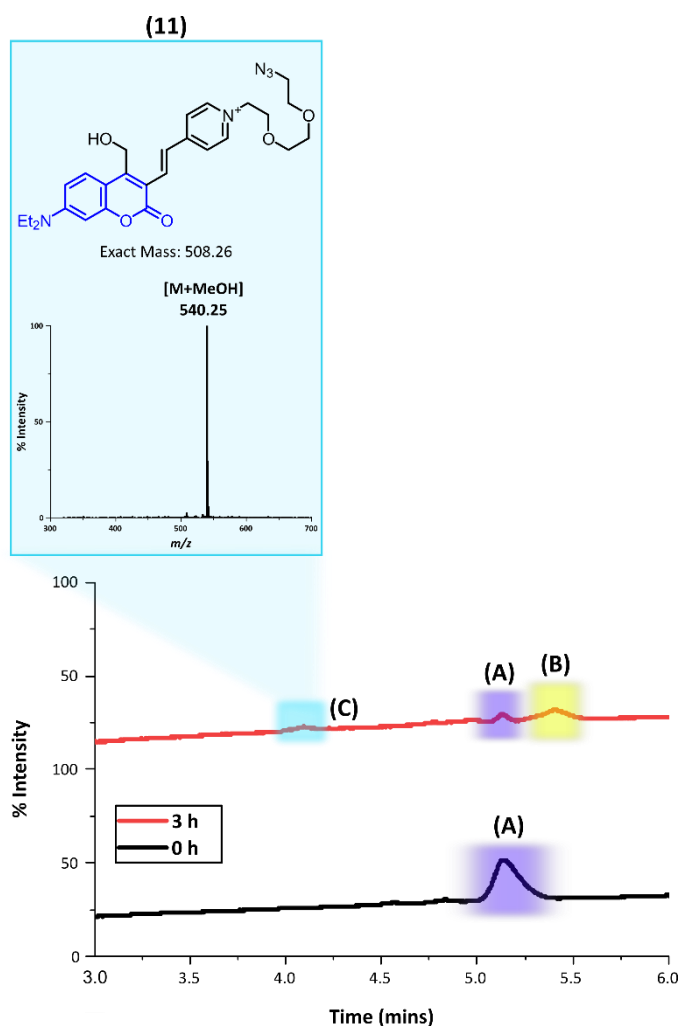 (11)
N3
N+
O
O
HO
Et2N
O
O
Exact Mass: 508.26
[M+MeOH]
540.25
100
50
0
% Intensity
300
400
500
600
700
m/z
100
50
100
50
0
% Intensity
(C)
(A)
(B)
3 h
0 h
(A)
3.0
3.5
4.0
4.5
5.0
5.5
6.0
Time (mins)